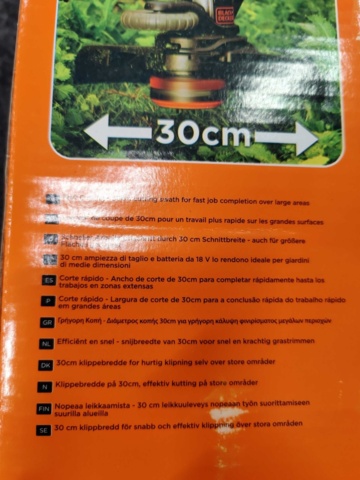 BLACK+
DECKER
30cm
fast job completion over large areas
coupe de 30cm pour un travail plus rapide sur les grandes surfaces
durch 30 cm Schnittbreite - auch für größere
30 cm ampiezza di taglio e batteria da 18 V lo rendono ideale per giardini
di medie dimensioni
ES Corte rápido - Ancho de corte de 30cm para completar rápidamente hasta los
trabajos en zonas extensas
P Corte rápido - Largura de corte de 30cm para a conclusão rápida do trabalho rápido
em grandes áreas
GR Γρήγορη Κοπή - Διάμετρος κοπής 30cm για γρήγορη κάλυψη φινιρίσματος μεγάλων περιοχών
NL Efficiënt en snel - snijbreedte van 30cm voor snel en krachtig grastrimmen
DK 30cm klippebredde for hurtig klipning selv over store områder
N Klippebredde på 30cm, effektiv kutting på store områder
FIN Nopeaa leikkaamista - 30 cm leikkuuleveys nopeaan työn suorittamiseen
suurilla alueilla
SE 30 cm klippbredd för snabb och effektiv klippning över stora områden